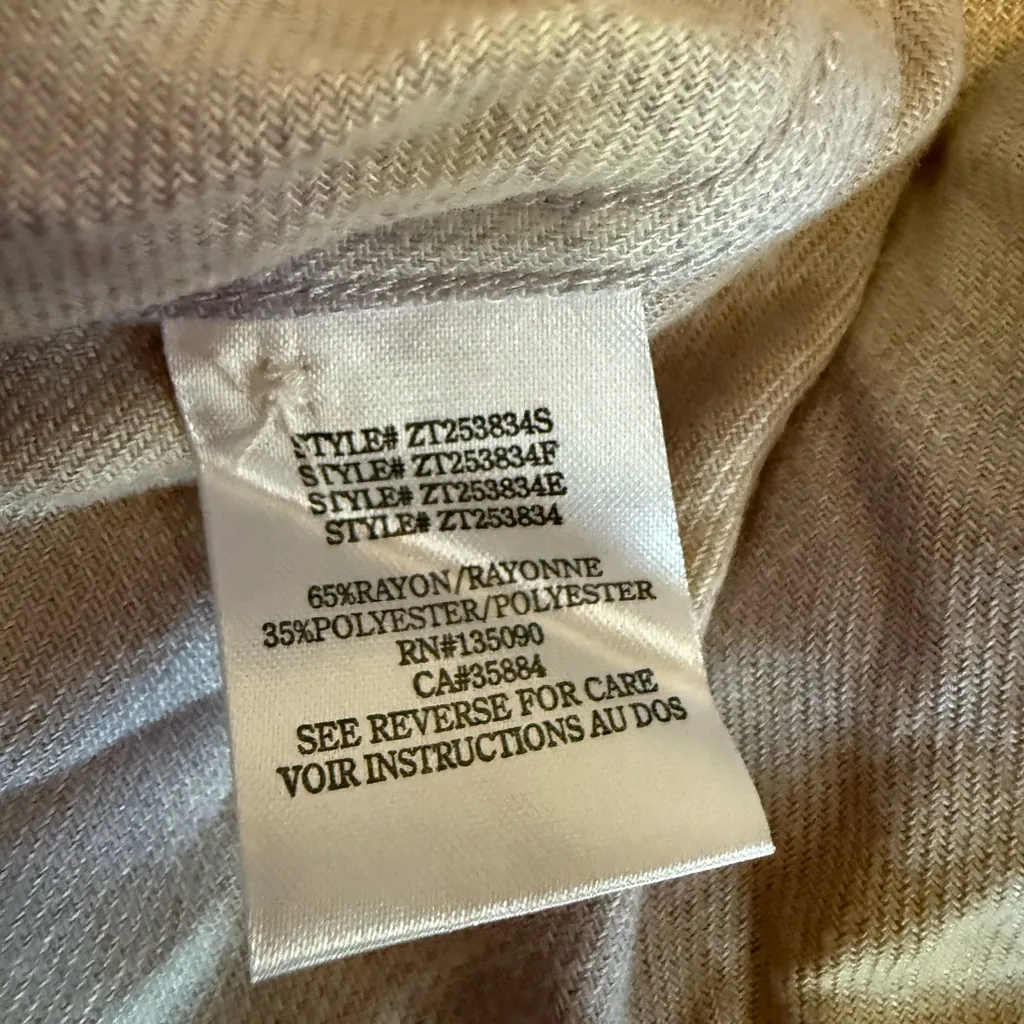 STYLE# ZT253834S
STYLE# ZT253834F
STYLE# ZT253834E
STYLE# ZT253834
65%RAYON/RAYONNE
35%POLYESTER/POLYESTER
RN#135090
CA#35884
SEE REVERSE FOR CARE
VOIR INSTRUCTIONS AU DOS